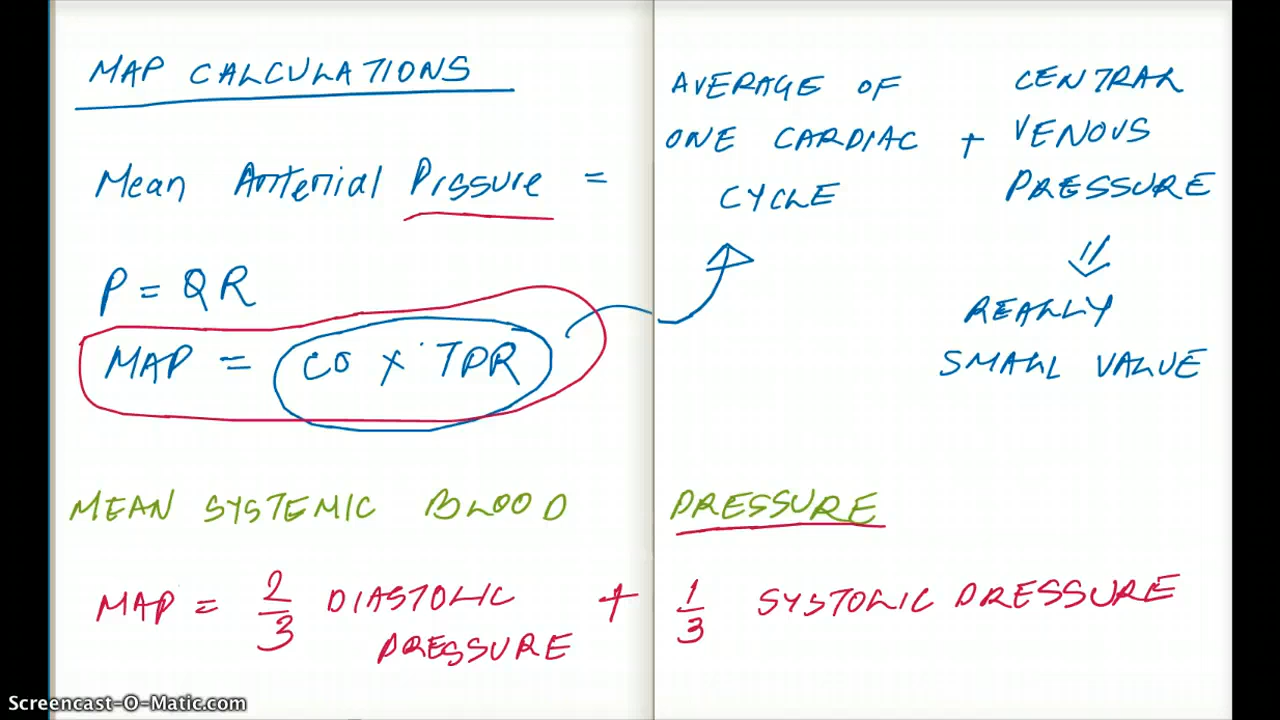 MAP CALCULATIONS
Mean Arterial Pressure =
AVERAGE OF
ONE CARDIAC
CYCLE
+
CENTRAL
VENOUS
PRESSURE
REALLY
SMALL VALUE
P = QR
MAP = CO X TPR
MEAN SYSTEMIC BLOOD PRESSURE
MAP = 2/3 DIASTOLIC PRESSURE + 1/3 SYSTOLIC PRESSURE
Screencast-O-Matic.com